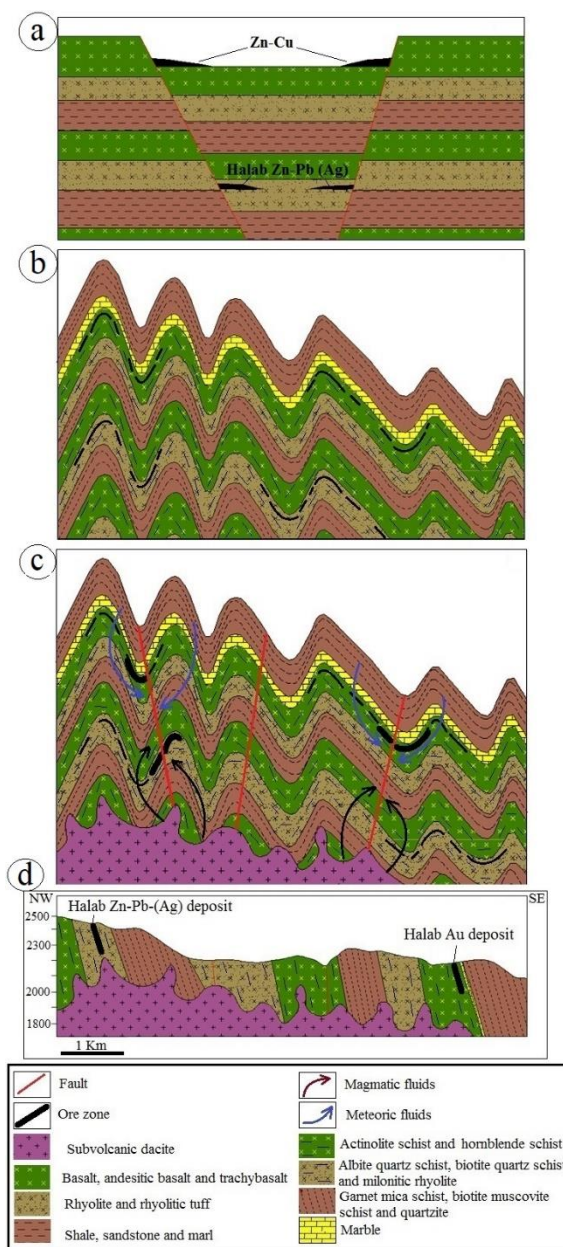 a
Zn-Cu
Halab Zn-Pb (Ag)
b
c
d
NW
SE
Halab Zn-Pb-(Ag) deposit
Halab Au deposit
2500
2300
2000
1800
1 Km
Fault
Ore zone
Subvolcanic dacite
Basalt, andesitic basalt and trachybasalt
Rhyolite and rhyolitic tuff
Shale, sandstone and marl
Magmatic fluids
Meteoric fluids
Actinolite schist and hornblende schist
Albite quartz schist, biotite quartz schist
and milonitic rhyolite
Garnet mica schist, biotite muscovite
schist and quartzite
Marble